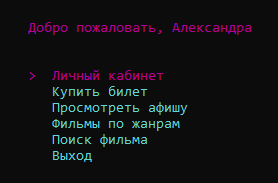 Добро пожаловать, Александра
> Личный кабинет
Купить билет
Просмотреть афишу
Фильмы по жанрам
Поиск фильма
Выход